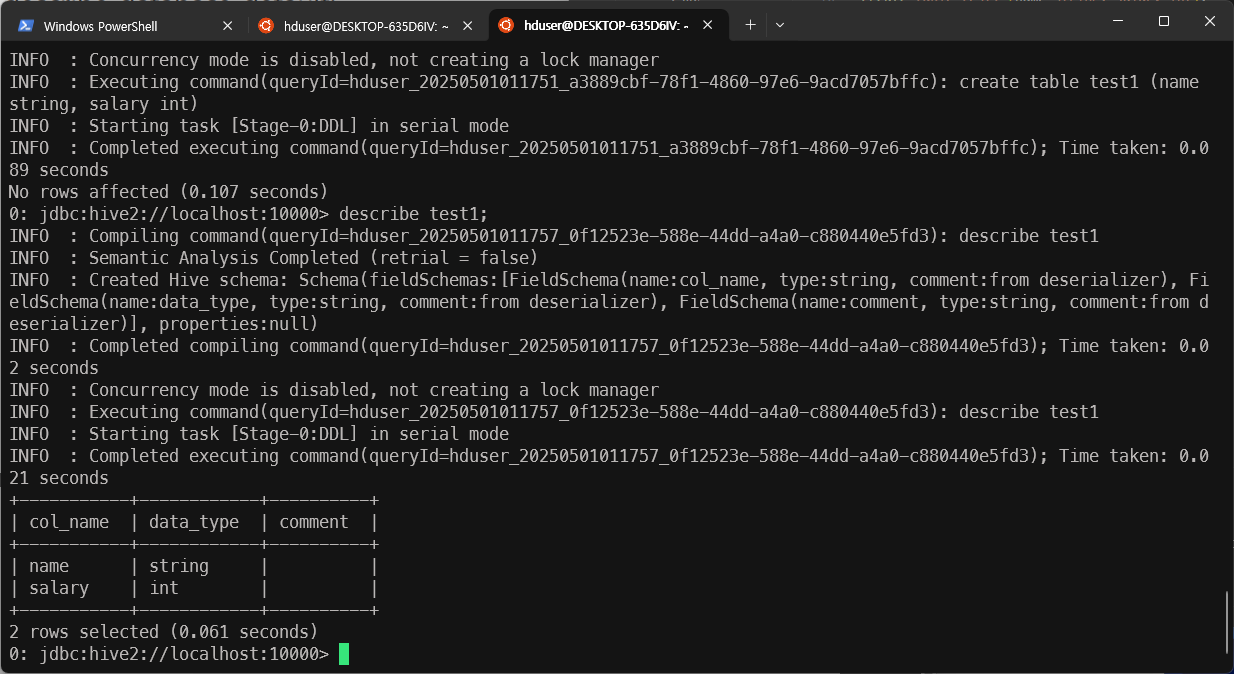 Windows PowerShell
hduser@DESKTOP-635D6IV: ~
hduser@DESKTOP-635D6IV: ~
INFO  : Concurrency mode is disabled, not creating a lock manager
INFO  : Executing command(queryId=hduser_20250501011751_a3889cbf-78f1-4860-97e6-9acd7057bffc): create table test1 (name
string, salary int)
INFO  : Starting task [Stage-0:DDL] in serial mode
INFO  : Completed executing command(queryId=hduser_20250501011751_a3889cbf-78f1-4860-97e6-9acd7057bffc); Time taken: 0.0
89 seconds
No rows affected (0.107 seconds)
0: jdbc:hive2://localhost:10000> describe test1;
INFO  : Compiling command(queryId=hduser_20250501011757_0f12523e-588e-44dd-a4a0-c880440e5fd3): describe test1
INFO  : Semantic Analysis Completed (retrial = false)
INFO  : Created Hive schema: Schema(fieldSchemas:[FieldSchema(name:col_name, type:string, comment:from deserializer), Fi
eldSchema(name:data_type, type:string, comment:from deserializer), FieldSchema(name:comment, type:string, comment:from d
eserializer)], properties:null)
INFO  : Completed compiling command(queryId=hduser_20250501011757_0f12523e-588e-44dd-a4a0-c880440e5fd3); Time taken: 0.0
2 seconds
INFO  : Concurrency mode is disabled, not creating a lock manager
INFO  : Executing command(queryId=hduser_20250501011757_0f12523e-588e-44dd-a4a0-c880440e5fd3): describe test1
INFO  : Starting task [Stage-0:DDL] in serial mode
INFO  : Completed executing command(queryId=hduser_20250501011757_0f12523e-588e-44dd-a4a0-c880440e5fd3); Time taken: 0.0
21 seconds
+-----------+------------+----------+
| col_name  | data_type  | comment  |
+-----------+------------+----------+
| name      | string     |          |
| salary    | int        |          |
+-----------+------------+----------+
2 rows selected (0.061 seconds)
0: jdbc:hive2://localhost:10000>